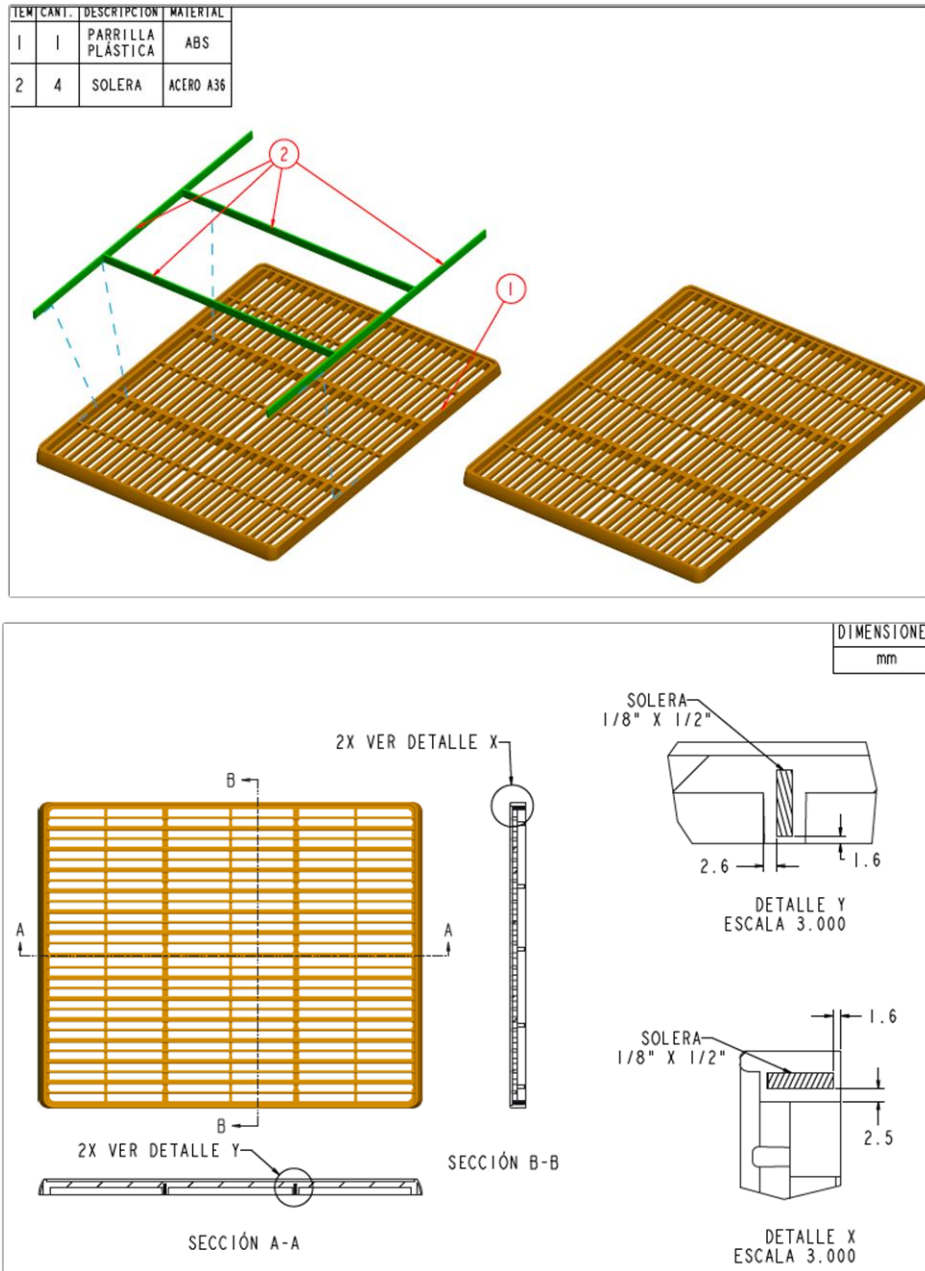 TEM CANT. DESCRIPCION MATERIAL
1 1 PARRILLA PLÁSTICA ABS
2 4 SOLERA ACERO A36
2
1
DIMENSIONE
mm
SOLERA
1/8" X 1/2"
2X VER DETALLE X
B
2.6
1.6
DETALLE Y
ESCALA 3.000
A
A
1.6
SOLERA
1/8" X 1/2"
B
2.5
2X VER DETALLE Y
SECCIÓN B-B
SECCIÓN A-A
DETALLE X
ESCALA 3.000